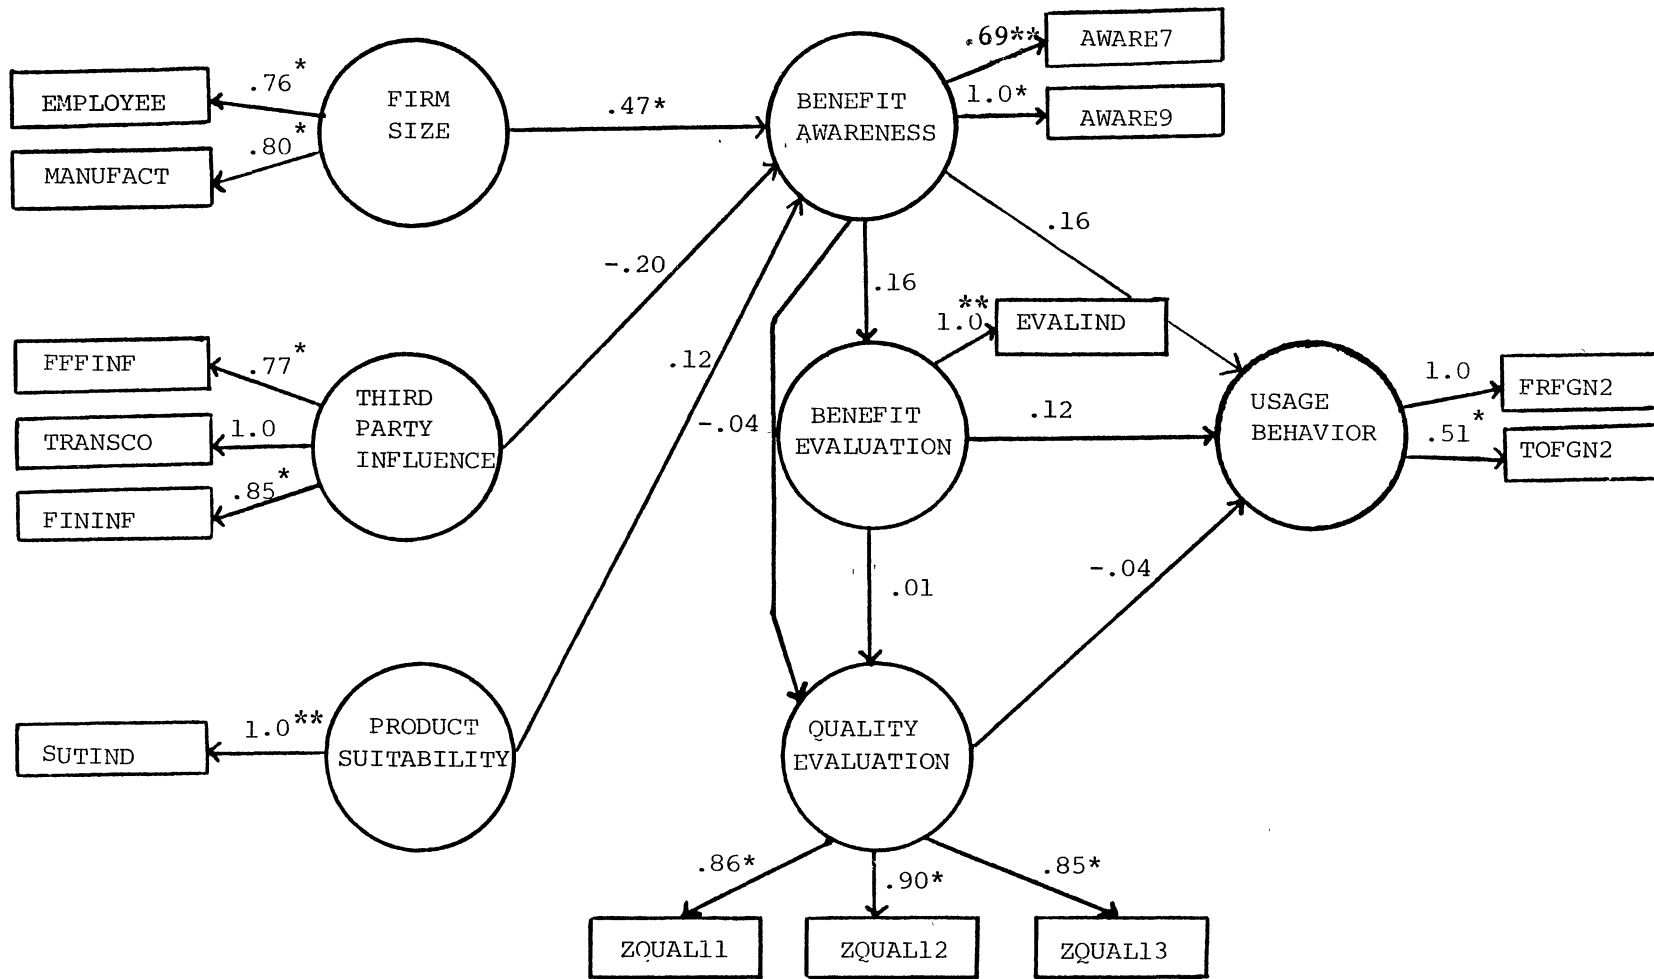 .69**
AWARE7
.76*
FIRM
SIZE
BENEFIT
AWARENESS
EMPLOYEE
.47*
1.0*
AWARE9
.80*
MANUFACT
.16
-.20
.16
**
1.0
EVALIND
FFFINF
.77*
.12
THIRD
PARTY
INFLUENCE
TRANSCO
1.0
-.04
BENEFIT
EVALUATION
.12
USAGE
BEHAVIOR
1.0
FRFGN2
.51*
TOFGN2
.85*
FININF
.01
-.04
SUTIND
1.0**
PRODUCT
SUITABILITY
QUALITY
EVALUATION
.86*
.90*
.85*
ZQUAL11
ZQUAL12
ZQUAL13